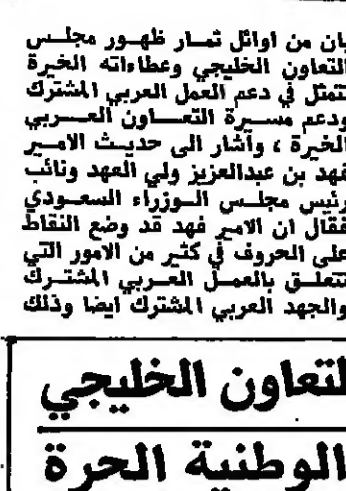 بان من اوائل ثمار ظهور مجلس
التعاون الخليجي وعطاءاته الخيرة
تتمثل في دعم العمل العربي المشترك
ودعم مسيرة التعاون العربي
الخيرة ، وأشار الى حديث الامير
فهد بن عبدالعزيز ولي العهد ونائب
رئيس مجلس الوزراء السعودي
فقال ان الامير فهد قد وضع النقاط
على الحروف في كثير من الامور التي
تتعلق بالعمل العربي المشترك
والجهد العربي المشترك ايضا وذلك
لتعاون الخليجي
الوطنية الحرة